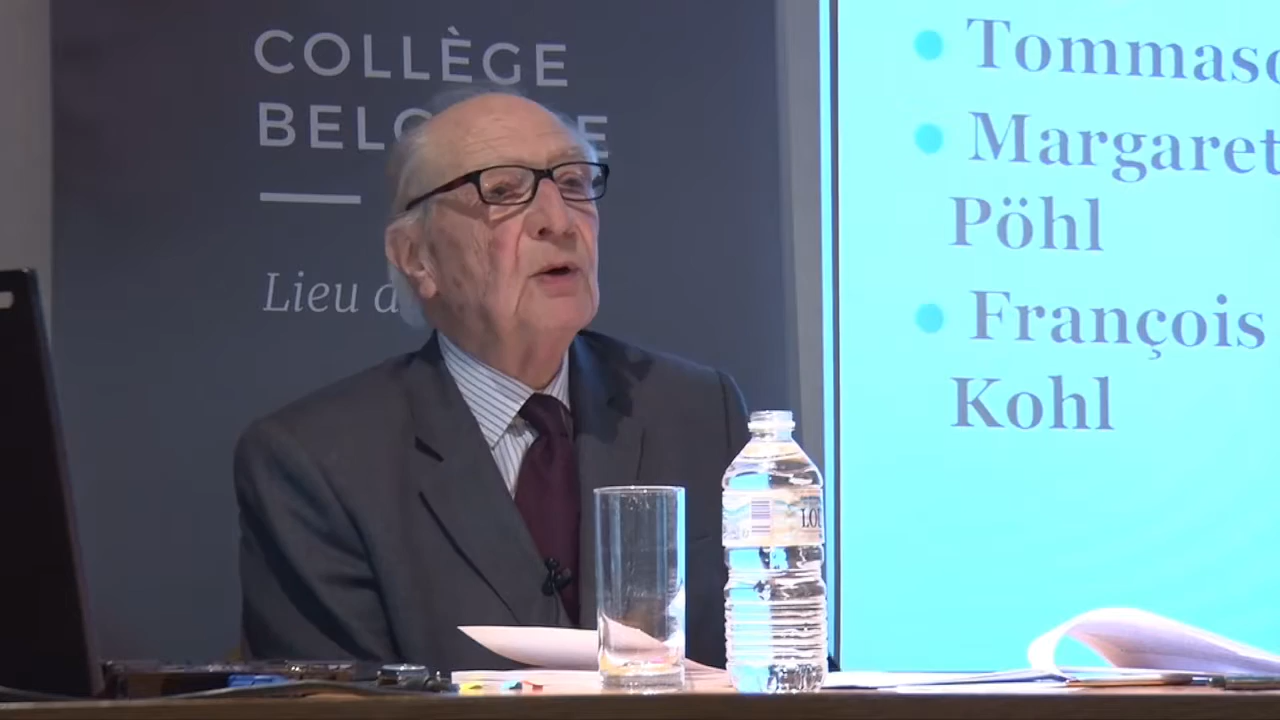 COLLÈGE
Lieu
Tommaso
Margaret
Pöhl
François
Kohl